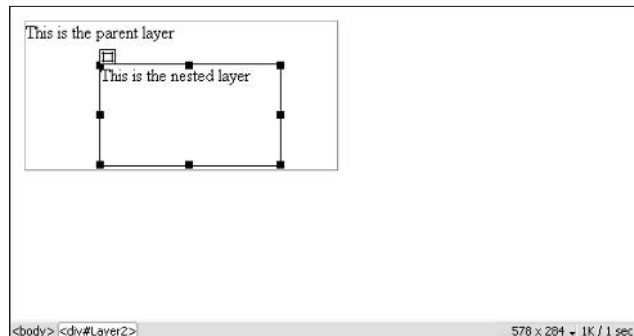 This is the parent layer
This is the nested layer
<body> <div#Layer2> 578 x 284 1K / 1 sec